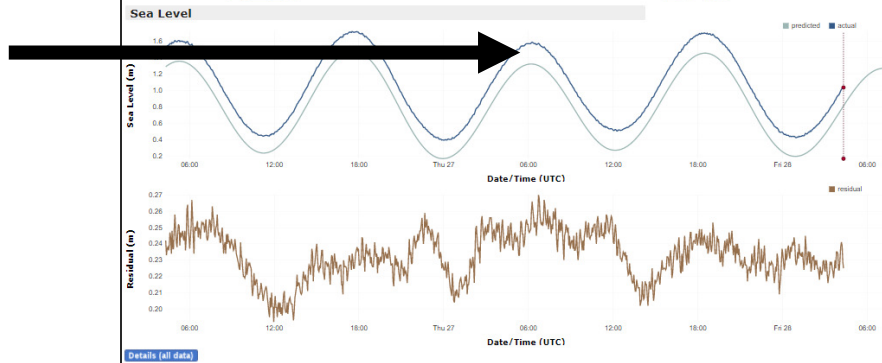 Sea Level
predicted actual
1.6
1.2
1.0
0.8
0.6
0.4
0.2
Sea Level (m)
06:00 12:00 18:00 Thu 27 06:00 12:00 18:00 Fri 28 06:00
Date/Time (UTC)
residual
0.27
0.26
0.25
0.24
0.23
0.22
0.21
0.20
Residual (m)
06:00 12:00 18:00 Thu 27 06:00 12:00 18:00 Fri 28 06:00
Date/Time (UTC)
Details (all data)